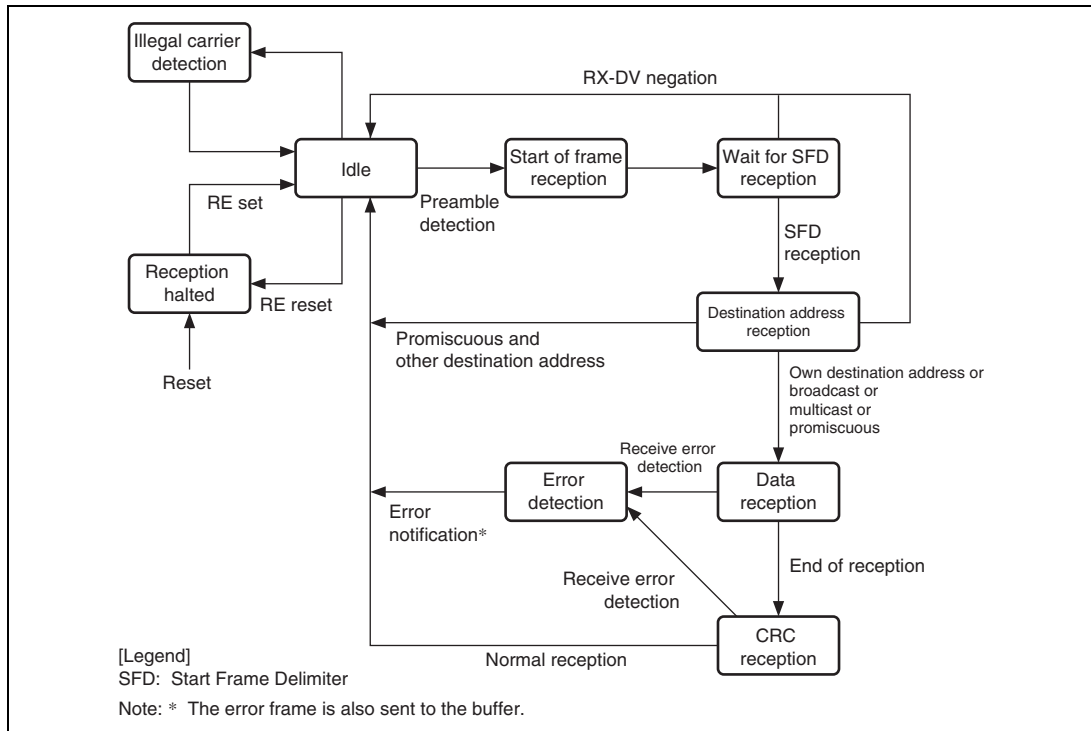 Illegal carrier
detection
RX-DV negation
Idle
Start of frame
reception
Wait for SFD
reception
Preamble
detection
RE set
SFD
reception
Reception
halted
RE reset
Destination address
reception
Promiscuous and
other destination address
Reset
Own destination address or
broadcast or
multicast or
promiscuous
Receive error
detection
Error
detection
Data
reception
Error
notification*
End of reception
Receive error
detection
CRC
reception
Normal reception
[Legend]
SFD: Start Frame Delimiter
Note: * The error frame is also sent to the buffer.